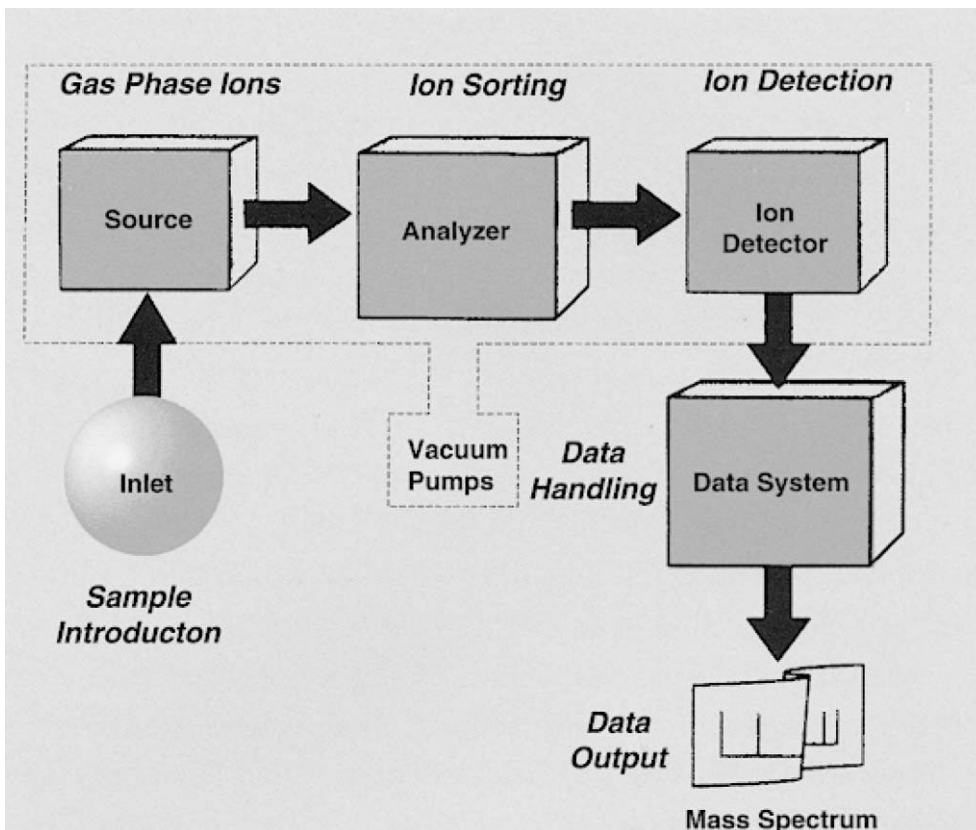 Gas Phase Ions
Ion Sorting
Ion Detection
Source
Analyzer
Ion
Detector
Inlet
Vacuum
Pumps
Data
Handling
Data System
Sample
Introducton
Data
Output
Mass Spectrum